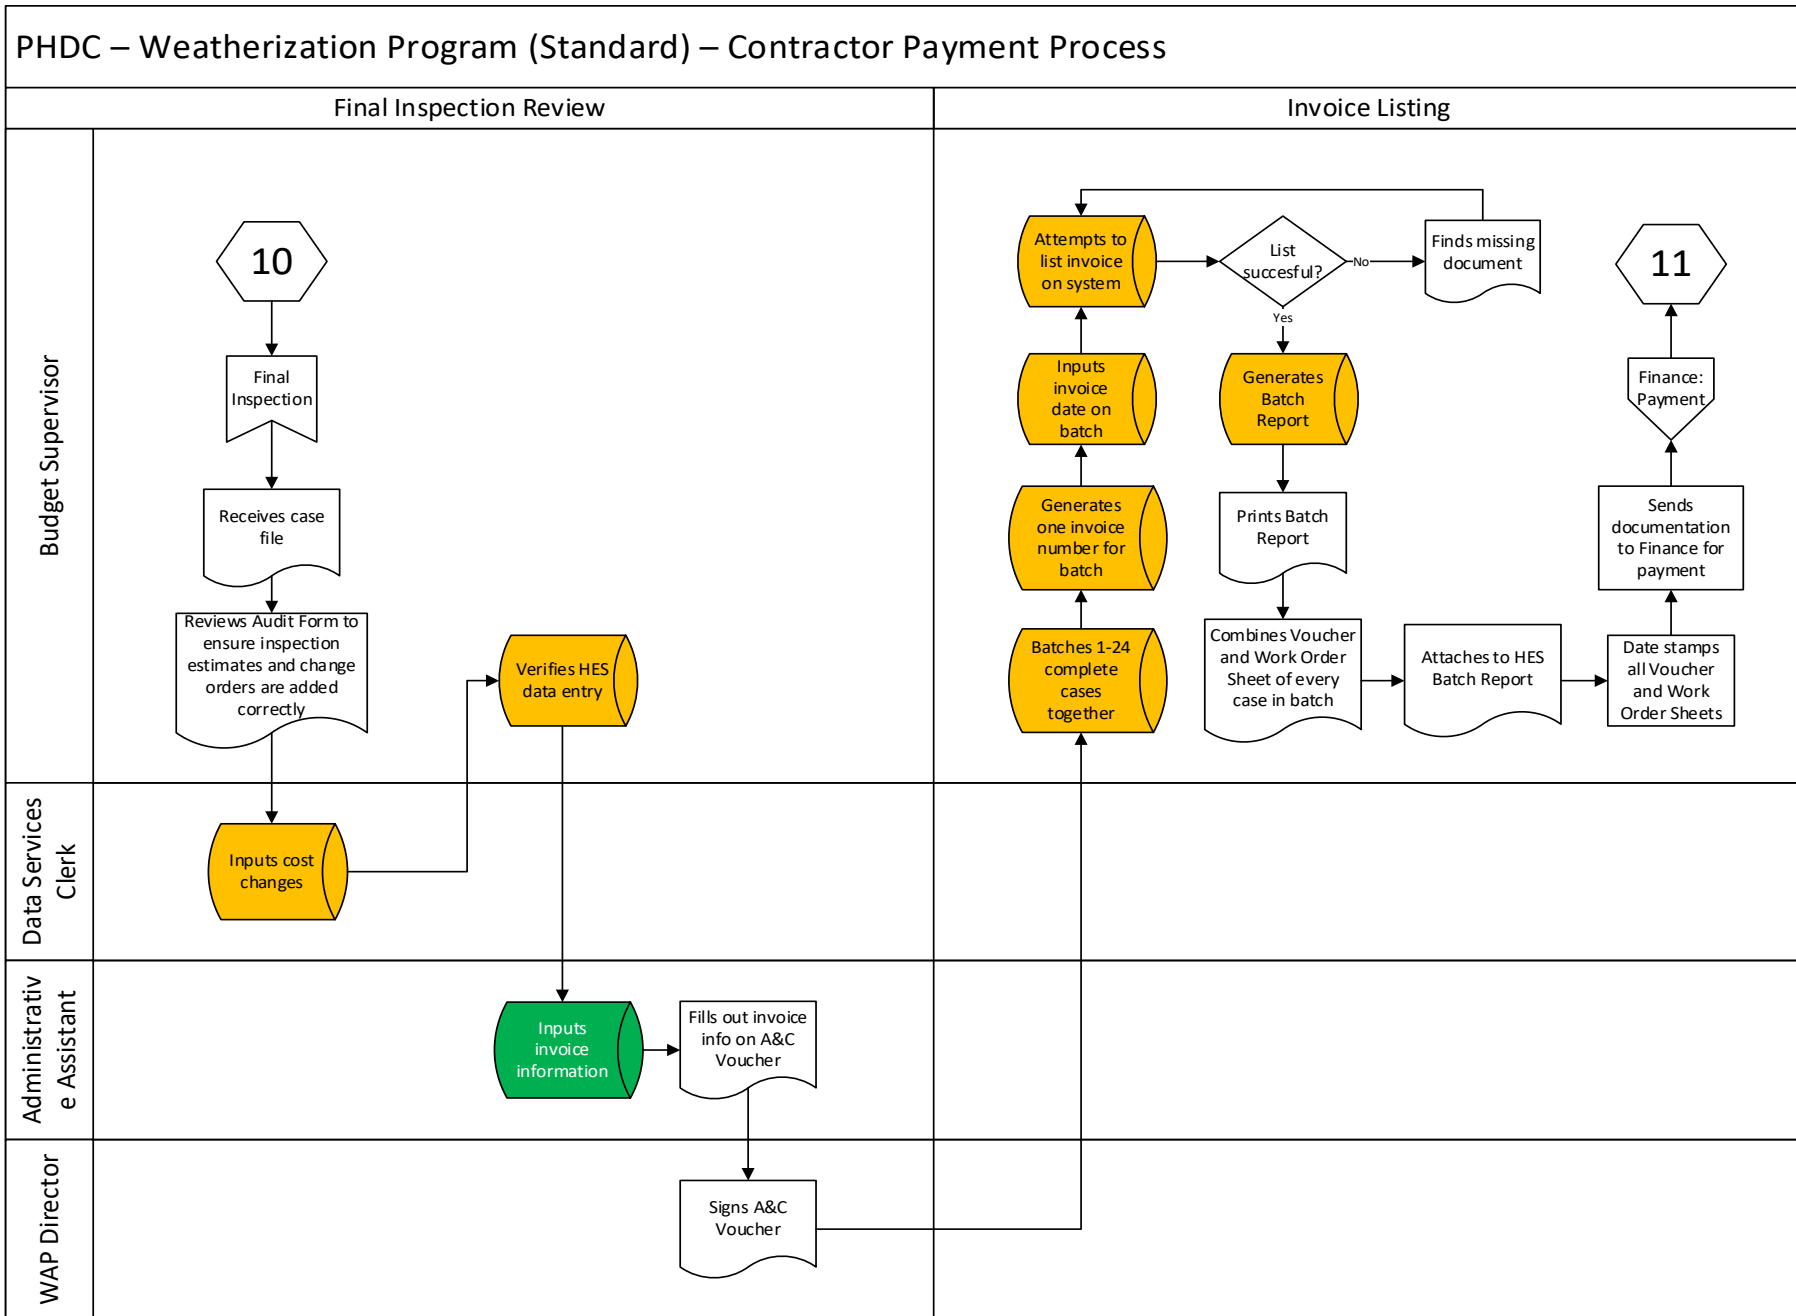 PHDC – Weatherization Program (Standard) – Contractor Payment Process
Final Inspection Review
Invoice Listing
Budget Supervisor
10
Final
Inspection
Receives case
file
Reviews Audit Form to
ensure inspection
estimates and change
orders are added
correctly
Verifies HES
data entry
Attempts to
list invoice
on system
List
succesful?
No
Finds missing
document
11
Yes
Inputs
invoice
date on
batch
Generates
Batch
Report
Finance:
Payment
Generates
one invoice
number for
batch
Prints Batch
Report
Sends
documentation
to Finance for
payment
Batches 1-24
complete
cases
together
Combines Voucher
and Work Order
Sheet of every
case in batch
Attaches to HES
Batch Report
Date stamps
all Voucher
and Work
Order Sheets
Data Services
Clerk
Inputs cost
changes
Administrativ
e Assistant
Inputs
invoice
information
Fills out invoice
info on A&C
Voucher
WAP Director
Signs A&C
Voucher